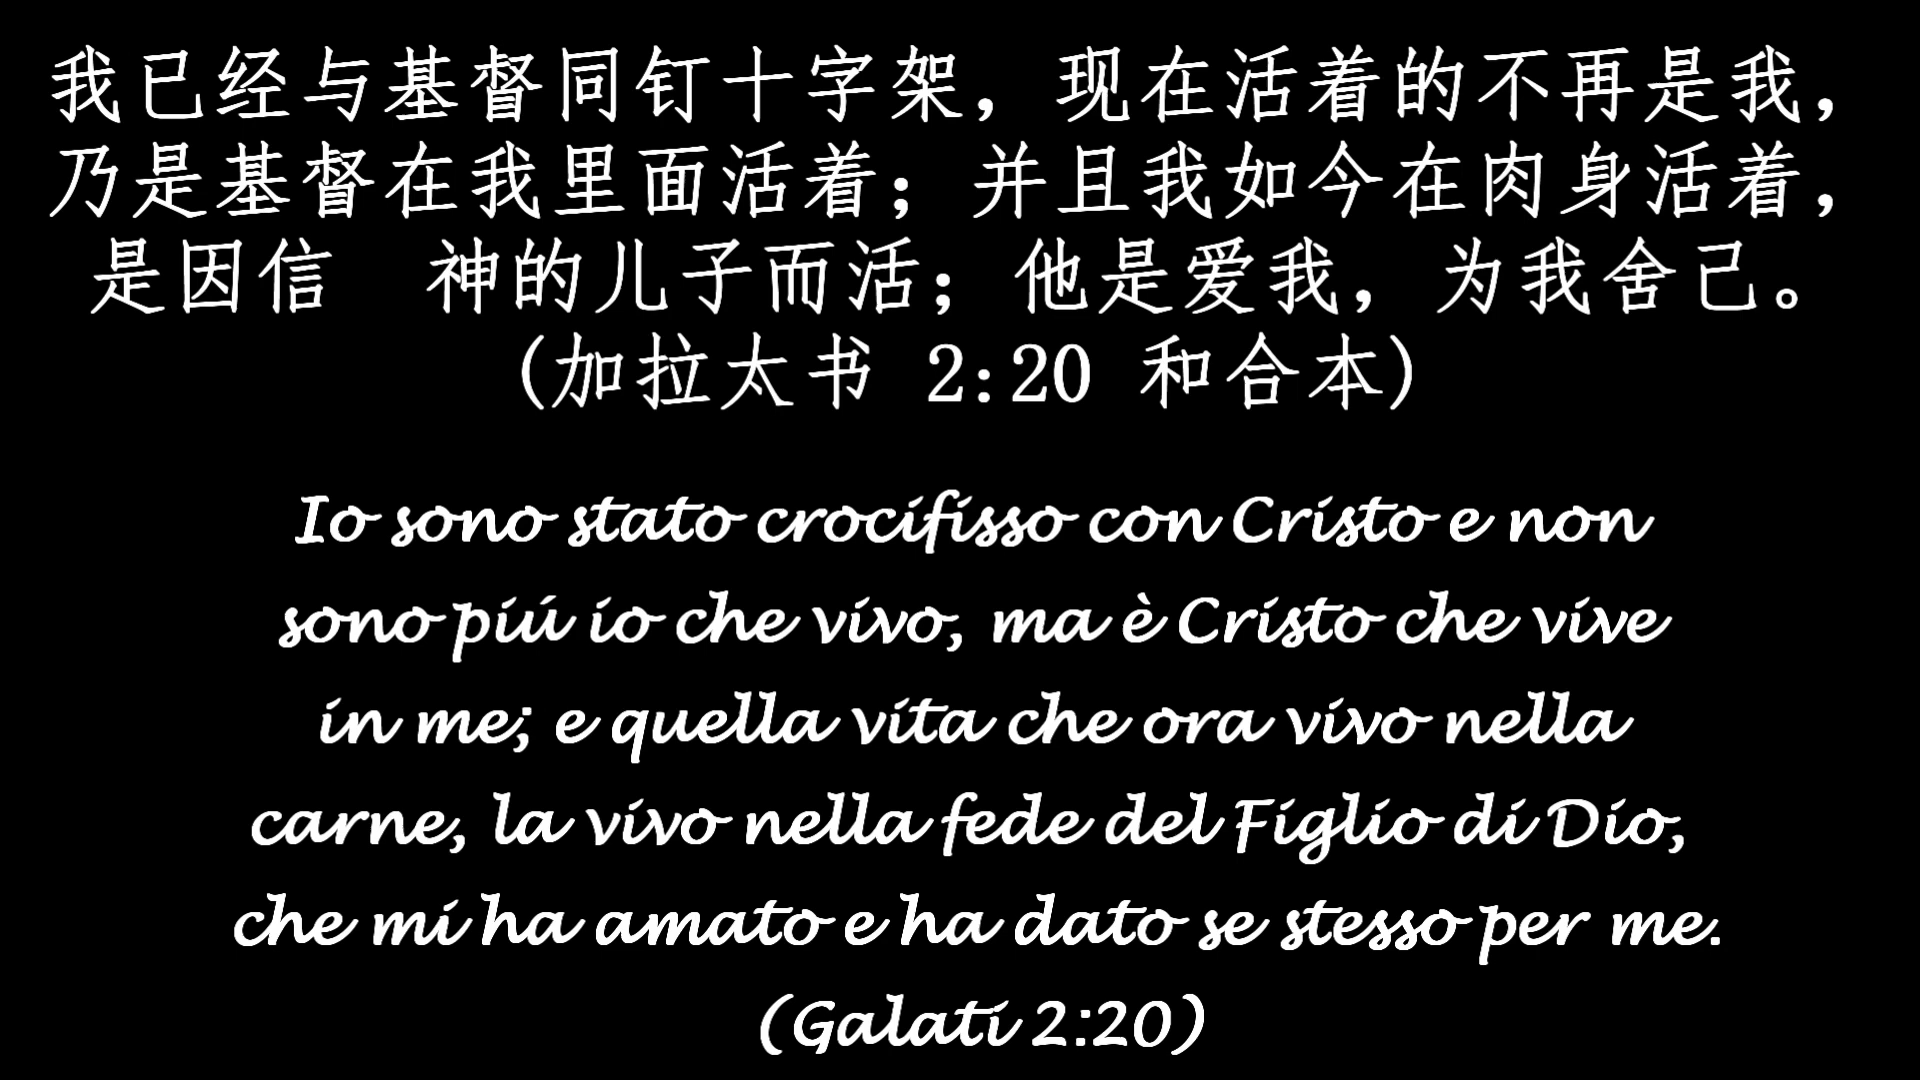 我已经与基督同钉十字架，现在活着的不再是我，
乃是基督在我里面活着；并且我如今在肉身活着，
是因信　神的儿子而活；他是爱我，为我舍己。
(加拉太书 2:20 和合本)
Io sono stato crocifisso con Cristo e non
sono piú io che vivo, ma è Cristo che vive
in me; e quella vita che ora vivo nella
carne, la vivo nella fede del Figlio di Dio,
che mi ha amato e ha dato se stesso per me.
(Galati 2:20)